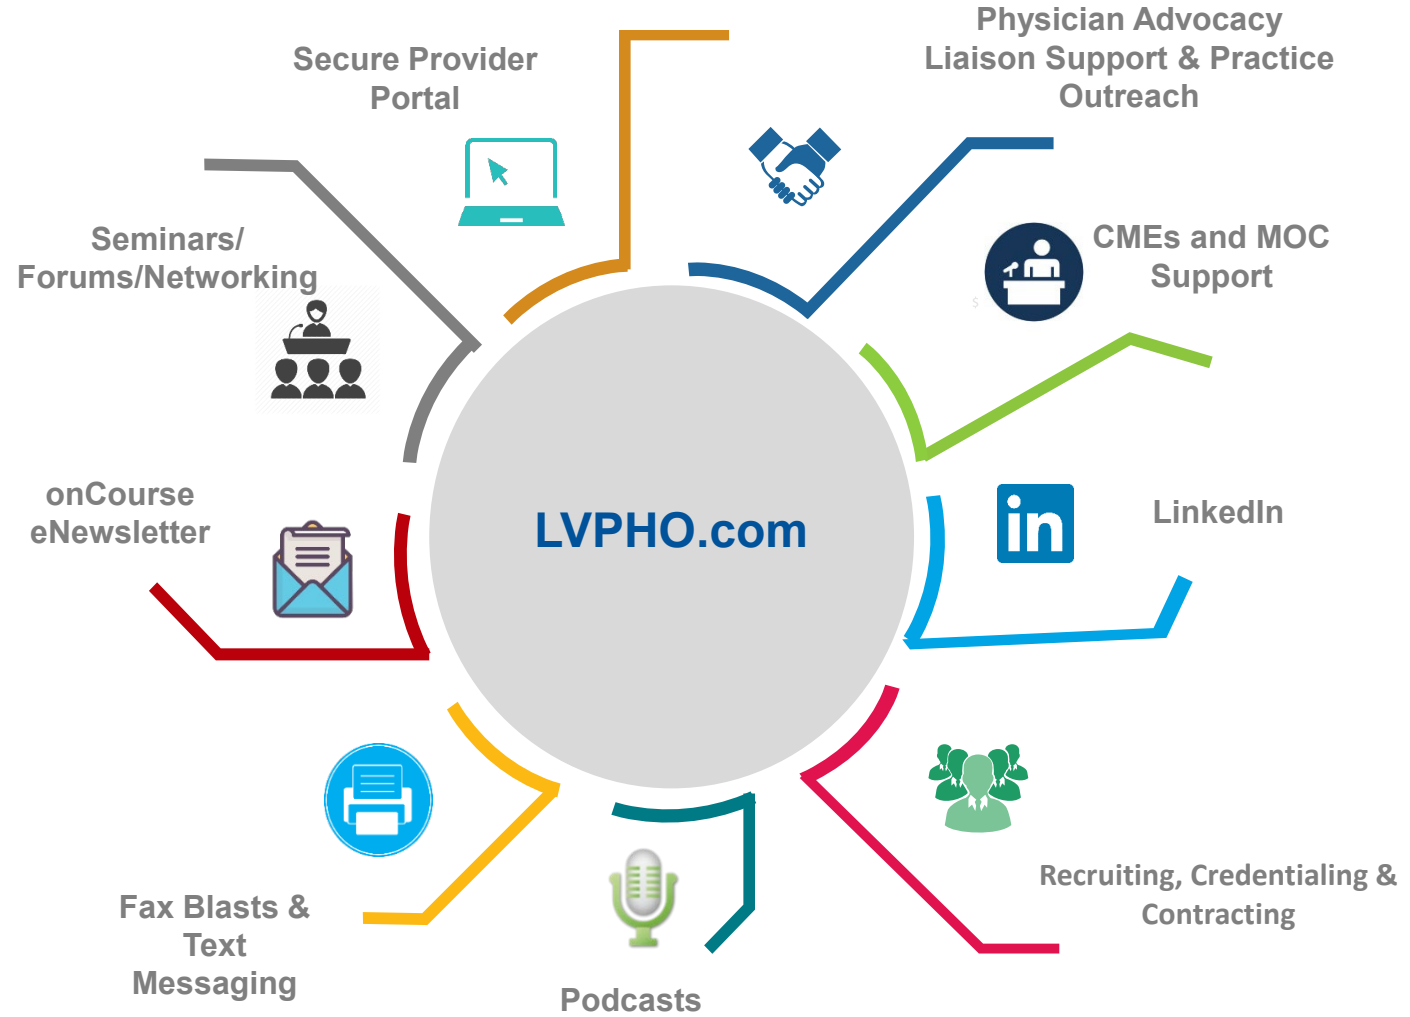 Physician Advocacy
Liaison Support & Practice
Outreach
Secure Provider
Portal
CMEs and MOC
Support
Seminars/
Forums/Networking
$
onCourse
eNewsletter
LVPHO.com
in
LinkedIn
Recruiting, Credentialing &
Contracting
Fax Blasts &
Text
Messaging
Podcasts